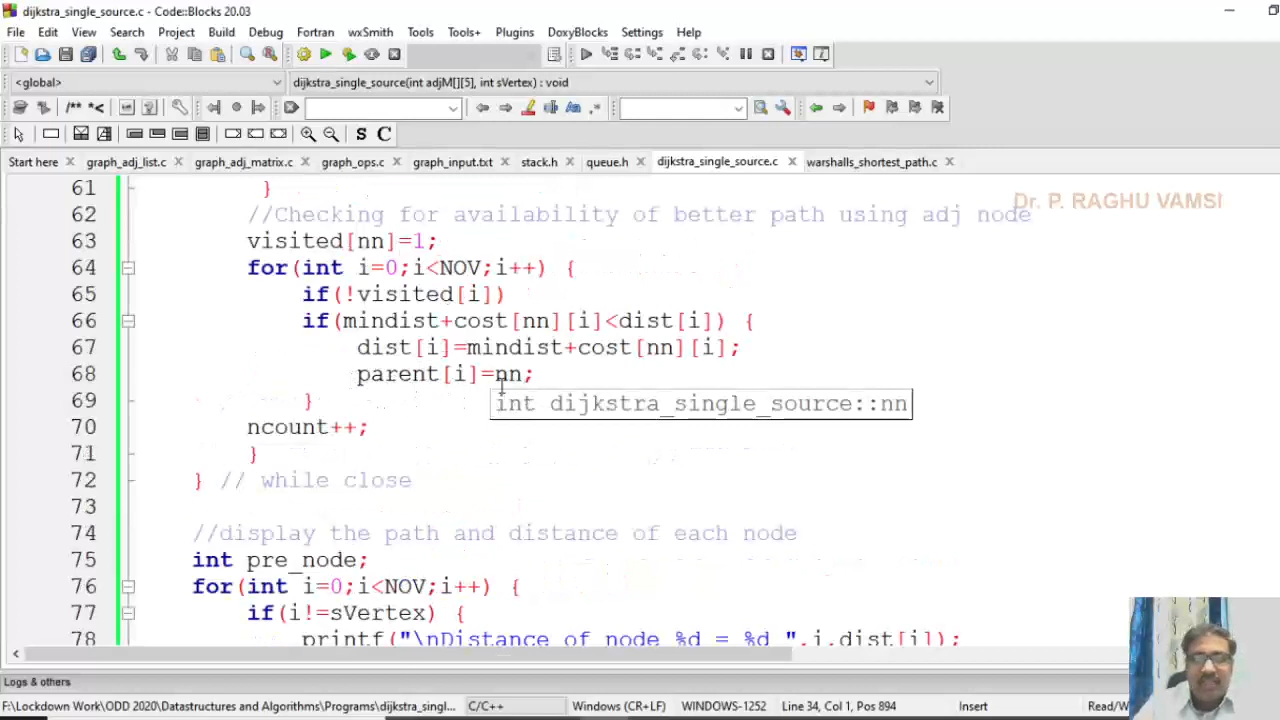 dijkstra_single_source.c - Code::Blocks 20.03
File Edit View Search Project Build Debug Fortran wxSmith Tools Tools+ Plugins DoxyBlocks Settings Help
<global> dijkstra_single_source(int adjM[][5], int sVertex) : void
/** *<
S C
Start here graph_adj_list.c graph_adj_matrix.c graph_ops.c graph_input.txt stack.h queue.h dijkstra_single_source.c warshalls_shortest_path.c
61 }
62 //Checking for availability of better path using adj node
Dr. P. RAGHU VAMSI
63 visited[nn]=1;
64 for(int i=0;i<NOV;i++) {
65 if(!visited[i])
66 if(mindist+cost[nn][i]<dist[i]) {
67 dist[i]=mindist+cost[nn][i];
68 parent[i]=nn;
69 }
int dijkstra_single_source::nn
70 ncount++;
71 }
72 } // while close
73
74 //display the path and distance of each node
75 int pre_node;
76 for(int i=0;i<NOV;i++) {
77 if(i!=sVertex) {
78 printf("\nDistance of node %d = %d ",i,dist[i]);
Logs & others
F:\Lockdown Work\ODD 2020\Datastructures and Algorithms\Programs\dijkstra_singl... C/C++ Windows (CR+LF) WINDOWS-1252 Line 34, Col 1, Pos 894 Insert Read/W